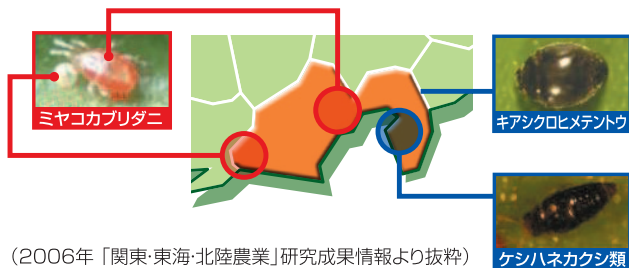 ミヤコカブリダニ
キアシクロヒメテントウ
ケシハネカクシ類
（2006年 「関東・東海・北陸農業」研究成果情報より抜粋）